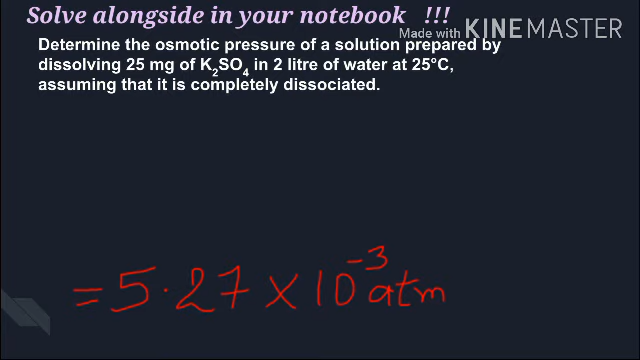 Solve alongside in your notebook !!!
Made with KINEMASTER
Determine the osmotic pressure of a solution prepared by
dissolving 25 mg of K₂SO₄ in 2 litre of water at 25°C,
assuming that it is completely dissociated.
= 5.27 × 10⁻³ atm